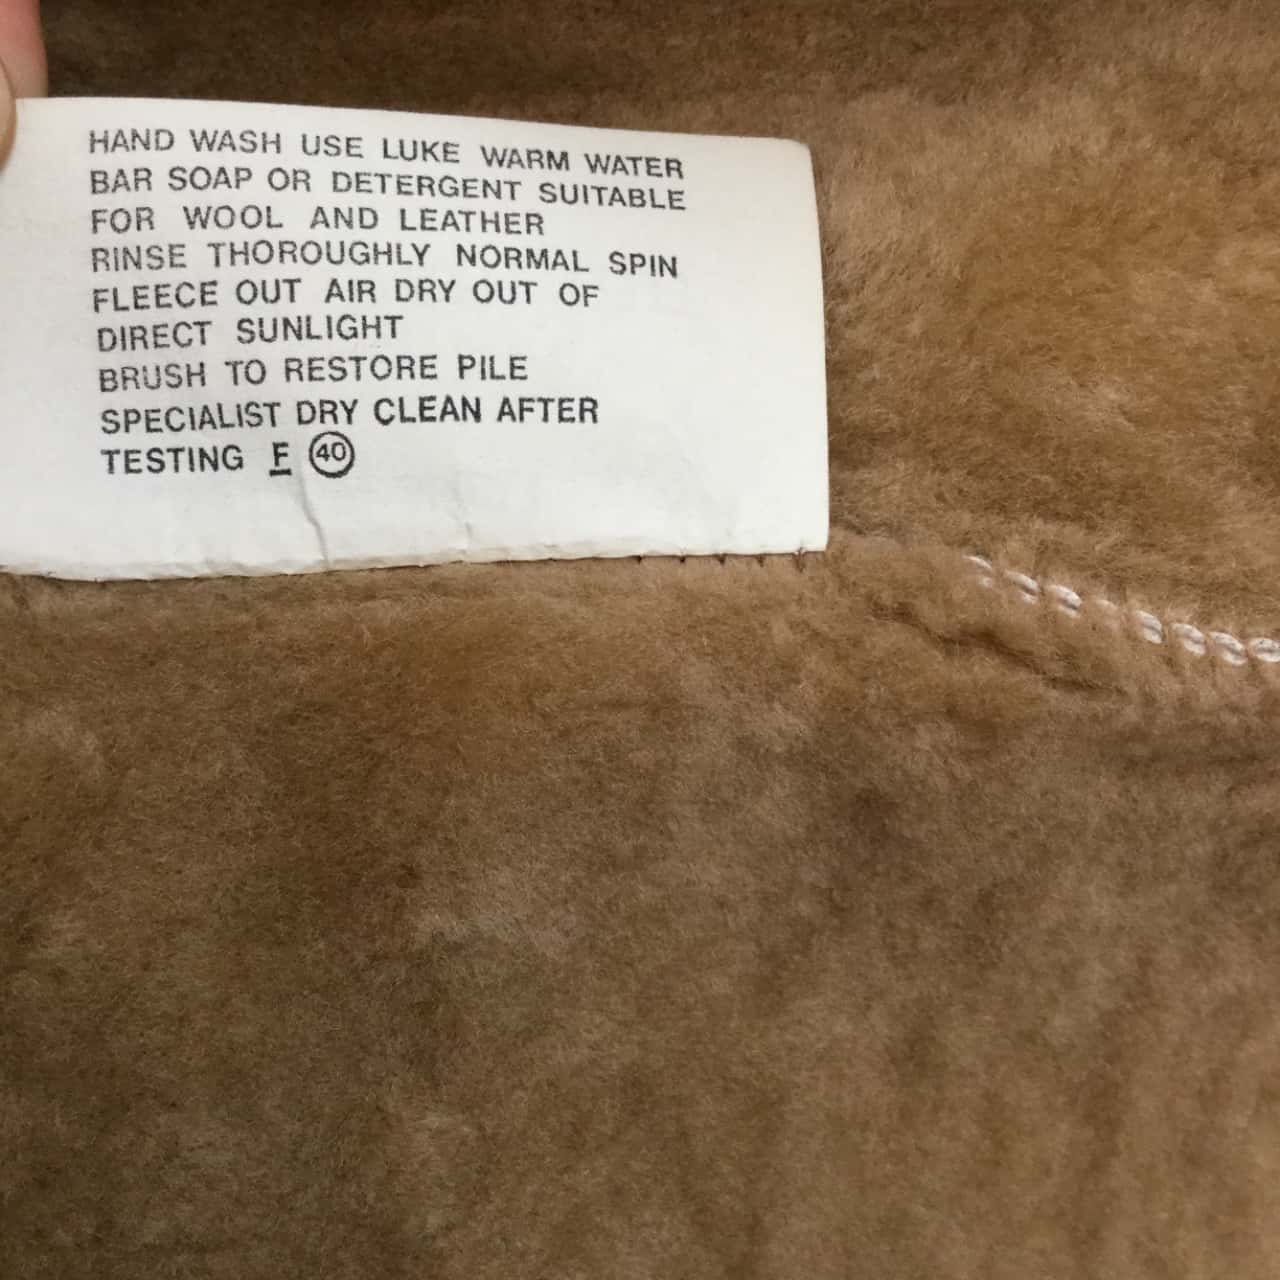 HAND WASH USE LUKE WARM WATER
BAR SOAP OR DETERGENT SUITABLE
FOR WOOL AND LEATHER
RINSE THOROUGHLY NORMAL SPIN
FLEECE OUT AIR DRY OUT OF
DIRECT SUNLIGHT
BRUSH TO RESTORE PILE
SPECIALIST DRY CLEAN AFTER
TESTING F 40